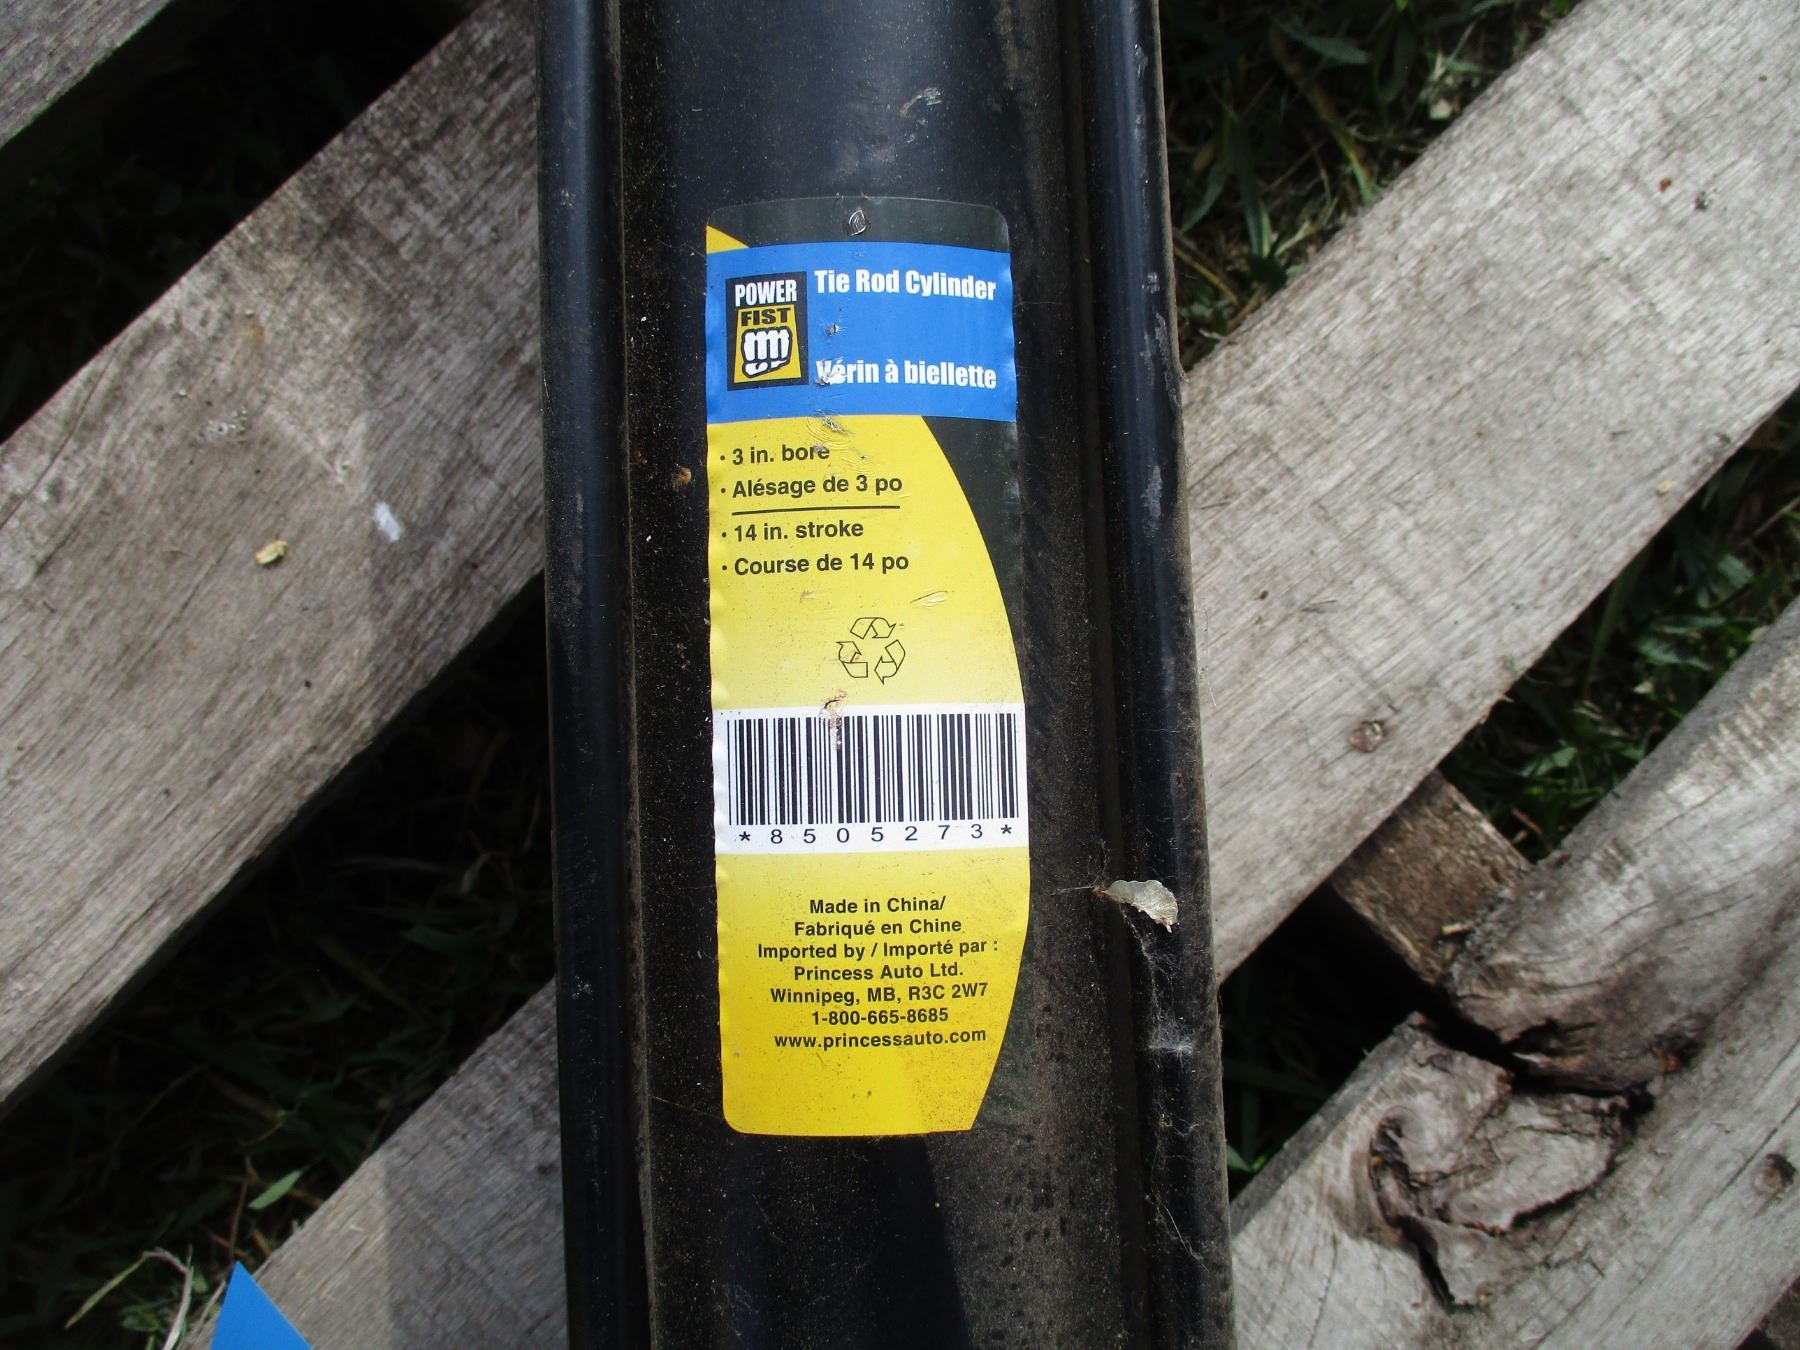 POWER
FIST
Tie Rod Cylinder
Vérin à biellette
• 3 in. bore
• Alésage de 3 po
• 14 in. stroke
• Course de 14 po
*8505273*
Made in China/
Fabriqué en Chine
Imported by / Importé par :
Princess Auto Ltd.
Winnipeg, MB, R3C 2W7
1-800-665-8685
www.princessauto.com